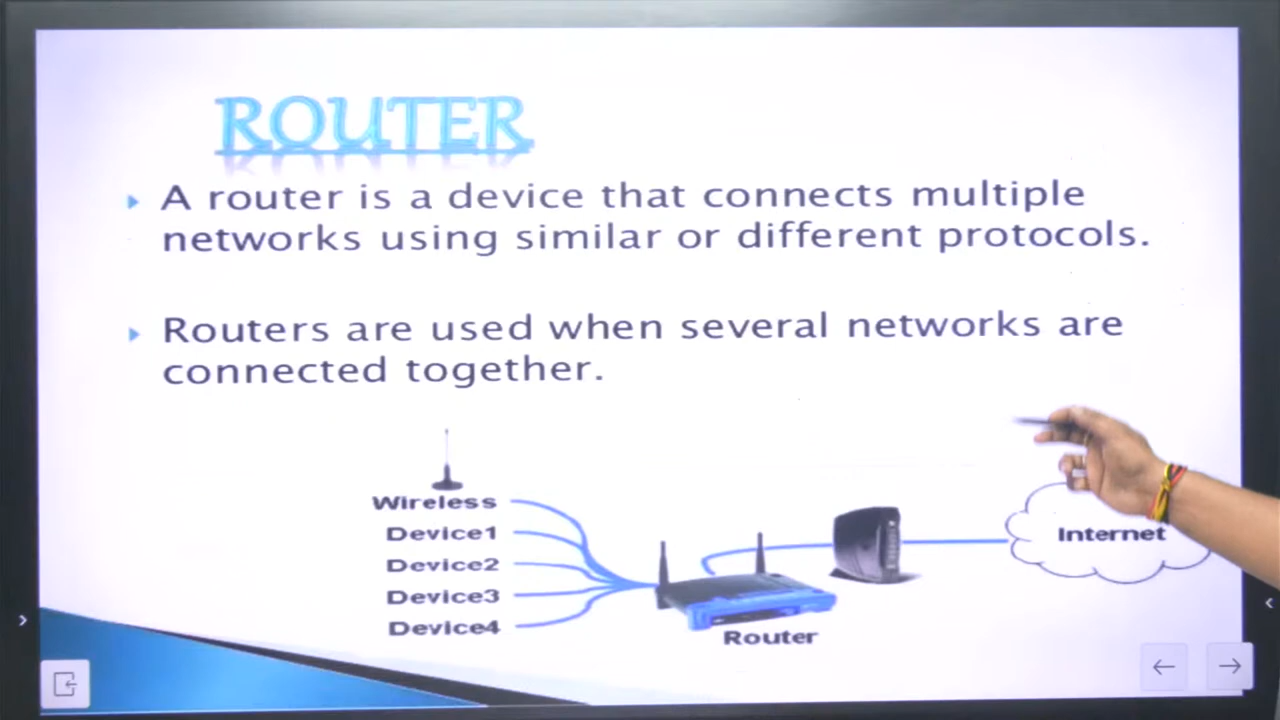 ROUTER
A router is a device that connects multiple
networks using similar or different protocols.
Routers are used when several networks are
connected together.
Wireless
Device1
Device2
Device3
Device4
Router
Internet